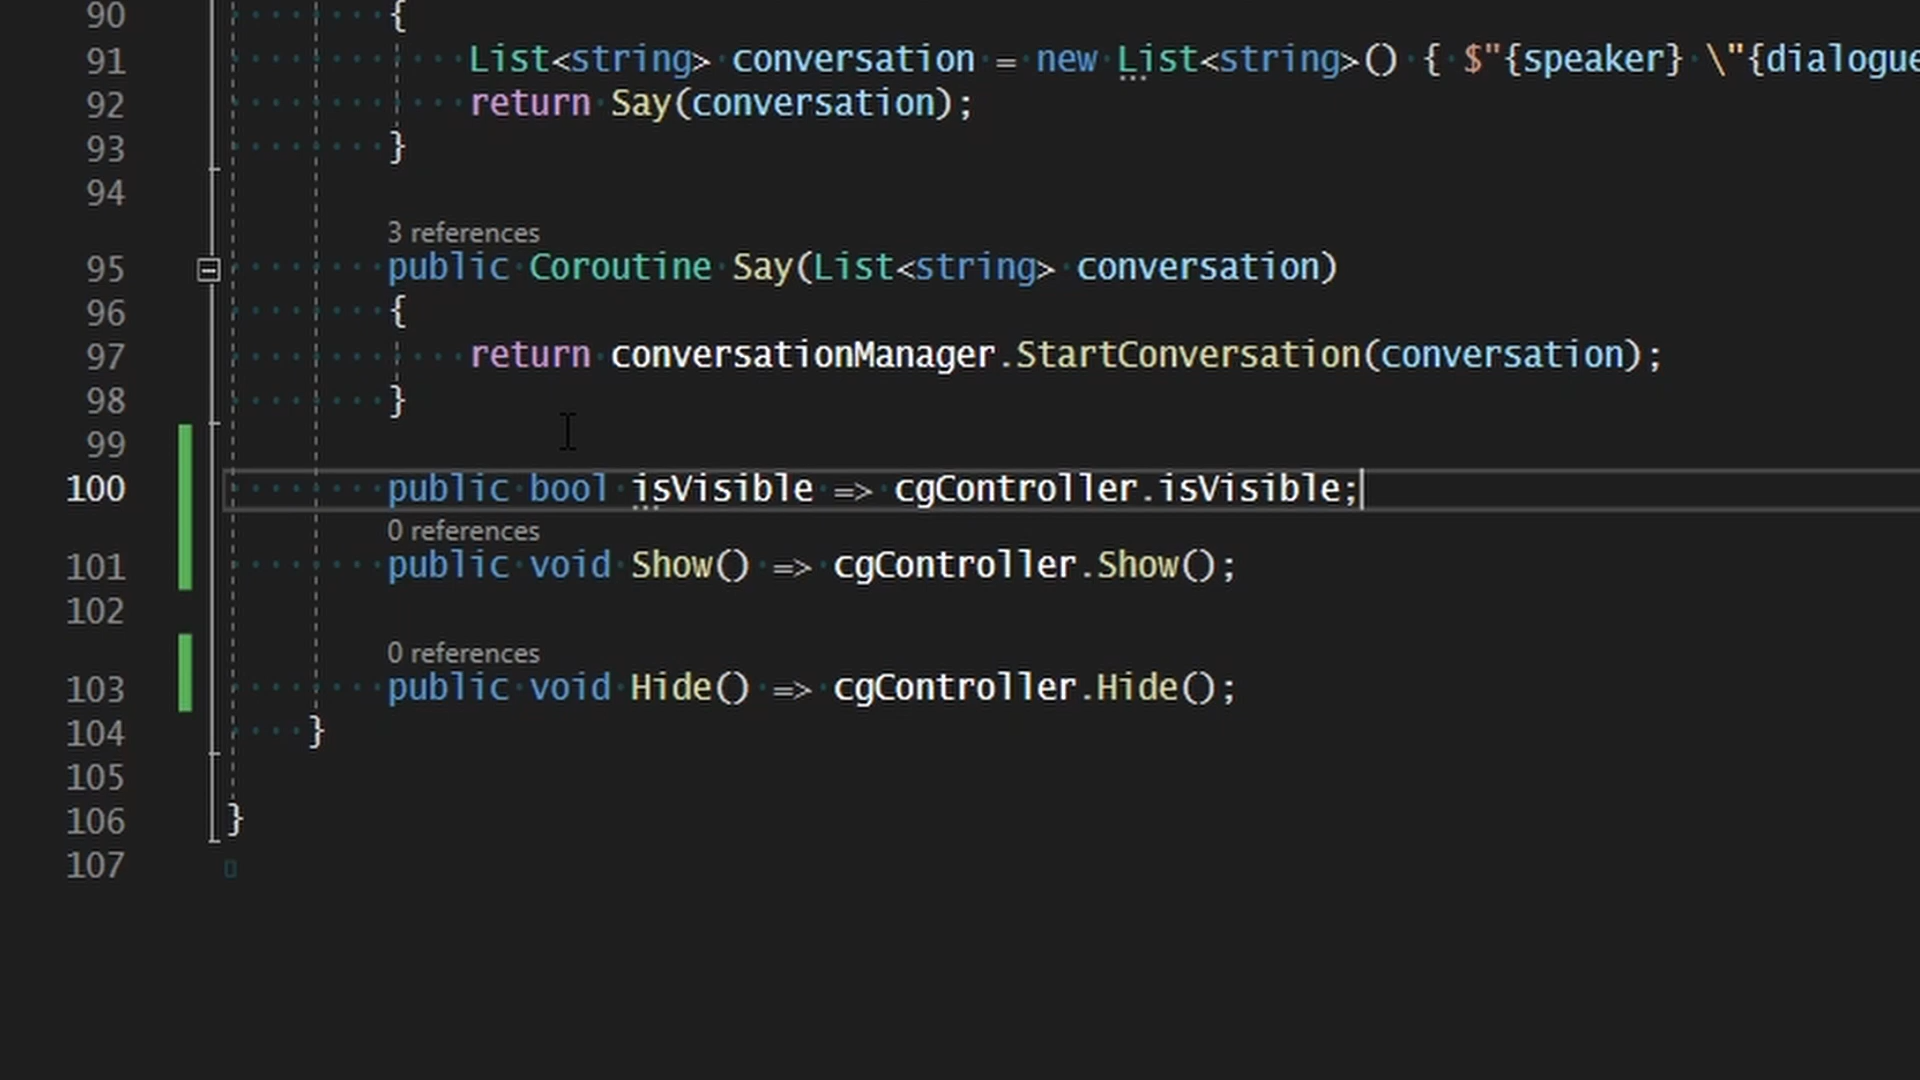 90 {
91 List<string> conversation = new List<string>() { $"{speaker} \"{dialogue
92 return Say(conversation);
93 }
94
3 references
95 public Coroutine Say(List<string> conversation)
96 {
97 return conversationManager.StartConversation(conversation);
98 }
99
100 public bool isVisible => cgController.isVisible;
0 references
101 public void Show() => cgController.Show();
102
0 references
103 public void Hide() => cgController.Hide();
104 }
105
106 }
107